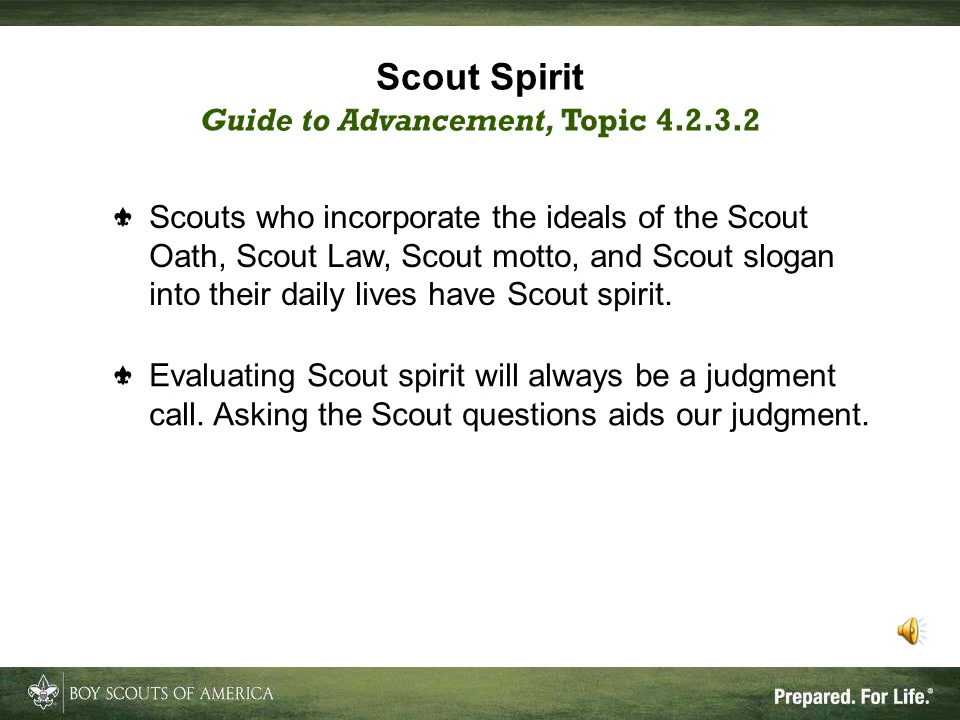 Scout Spirit
Guide to Advancement, Topic 4.2.3.2
Scouts who incorporate the ideals of the Scout
Oath, Scout Law, Scout motto, and Scout slogan
into their daily lives have Scout spirit.
Evaluating Scout spirit will always be a judgment
call. Asking the Scout questions aids our judgment.
BOY SCOUTS OF AMERICA
Prepared. For Life.®